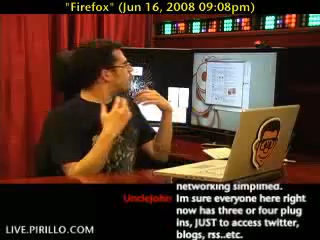 "Firefox" (Jun 16, 2008 09:08pm)
networking simplified.
UncleJohn Im sure everyone here right
now has three or four plug
ins, JUST to access twitter,
blogs, rss..etc.
LIVE.PIRILLO.COM